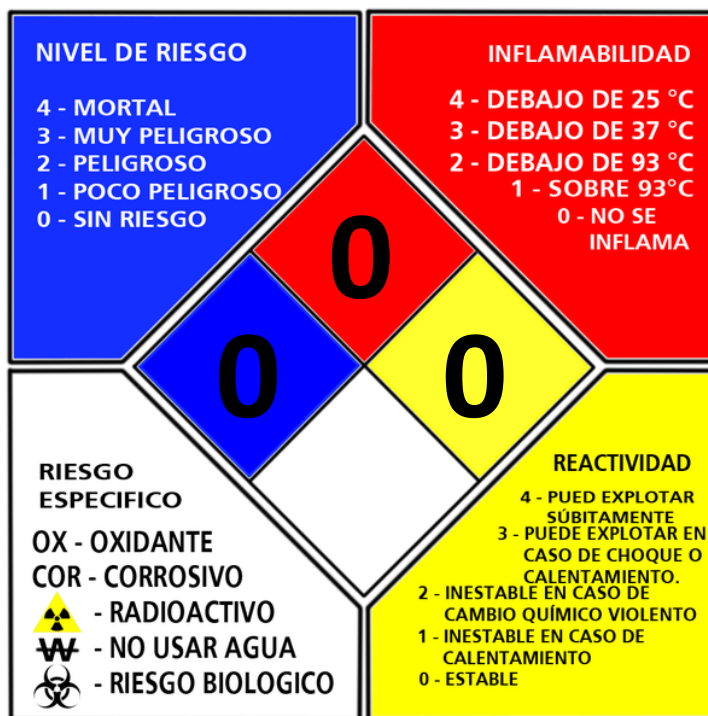 NIVEL DE RIESGO
4 - MORTAL
3 - MUY PELIGROSO
2 - PELIGROSO
1 - POCO PELIGROSO
0 - SIN RIESGO
INFLAMABILIDAD
4 - DEBAJO DE 25 °C
3 - DEBAJO DE 37 °C
2 - DEBAJO DE 93 °C
1 - SOBRE 93°C
0 - NO SE
INFLAMA
0
0
0
RIESGO
ESPECIFICO
OX - OXIDANTE
COR - CORROSIVO
- RADIOACTIVO
W - NO USAR AGUA
- RIESGO BIOLOGICO
REACTIVIDAD
4 - PUED EXPLOTAR
SÚBITAMENTE
3 - PUEDE EXPLOTAR EN
CASO DE CHOQUE O
CALENTAMIENTO.
2 - INESTABLE EN CASO DE
CAMBIO QUÍMICO VIOLENTO
1 - INESTABLE EN CASO DE
CALENTAMIENTO
0 - ESTABLE